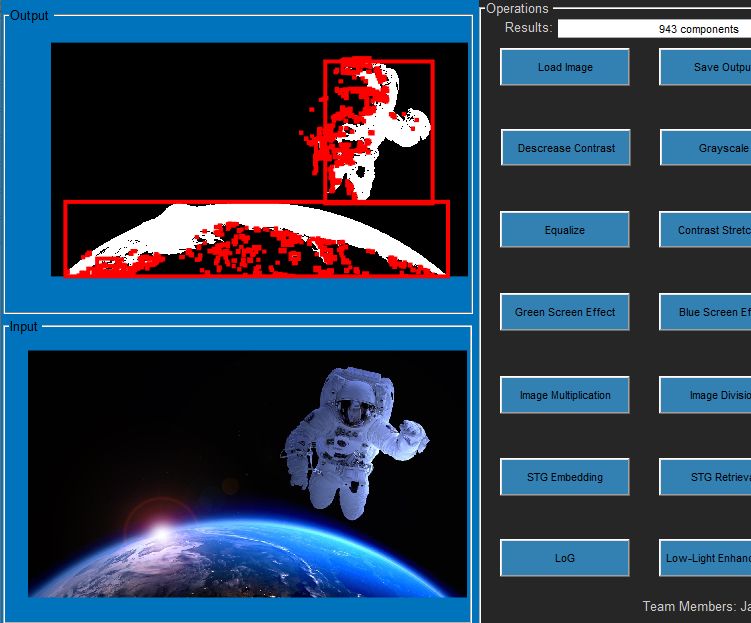 Output
Operations
Results: 943 components
Load Image
Save Outpu
Descrease Contrast
Grayscale
Equalize
Contrast Stretc
Green Screen Effect
Blue Screen Ef
Input
Image Multiplication
Image Divisio
STG Embedding
STG Retrieva
LoG
Low-Light Enhanc
Team Members: Ja